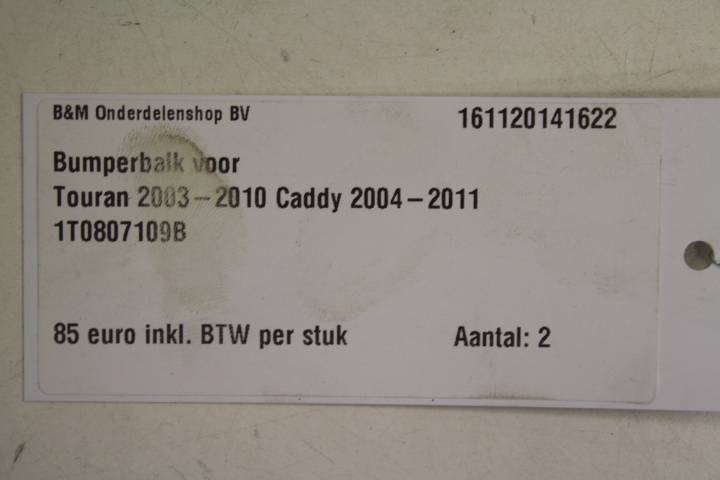 B&M Onderdelenshop BV
161120141622
Bumperbalk voor
Touran 2003-2010 Caddy 2004-2011
1T0807109B
85 euro inkl. BTW per stuk
Aantal: 2